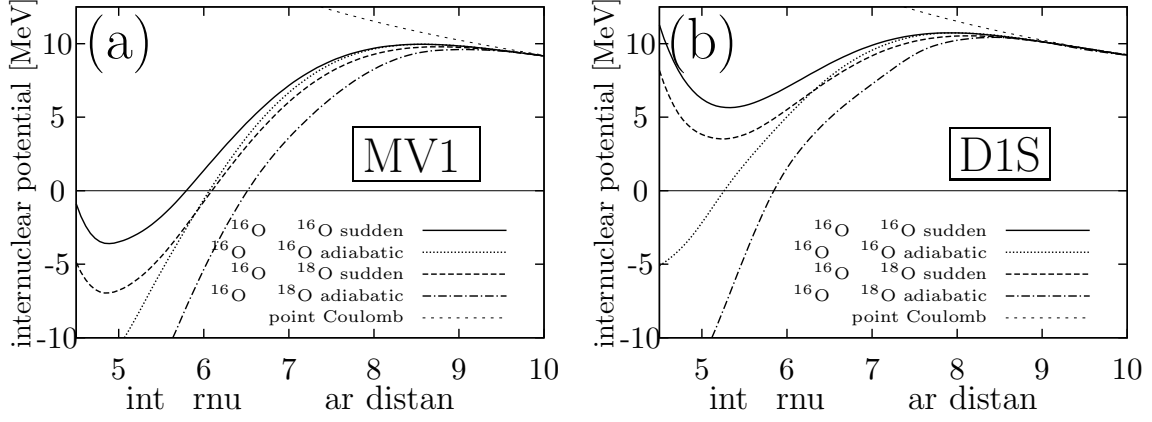 (a)
internuclear potential [MeV]
10
5
0
-5
-10
MV1
¹⁶O ¹⁶O sudden
¹⁶O ¹⁶O adiabatic
¹⁶O ¹⁸O sudden
¹⁶O ¹⁸O adiabatic
point Coulomb
5 6 7 8 9 10
int rnu ar distan
(b)
internuclear potential [MeV]
10
5
0
-5
-10
D1S
¹⁶O ¹⁶O sudden
¹⁶O ¹⁶O adiabatic
¹⁶O ¹⁸O sudden
¹⁶O ¹⁸O adiabatic
point Coulomb
5 6 7 8 9 10
int rnu ar distan